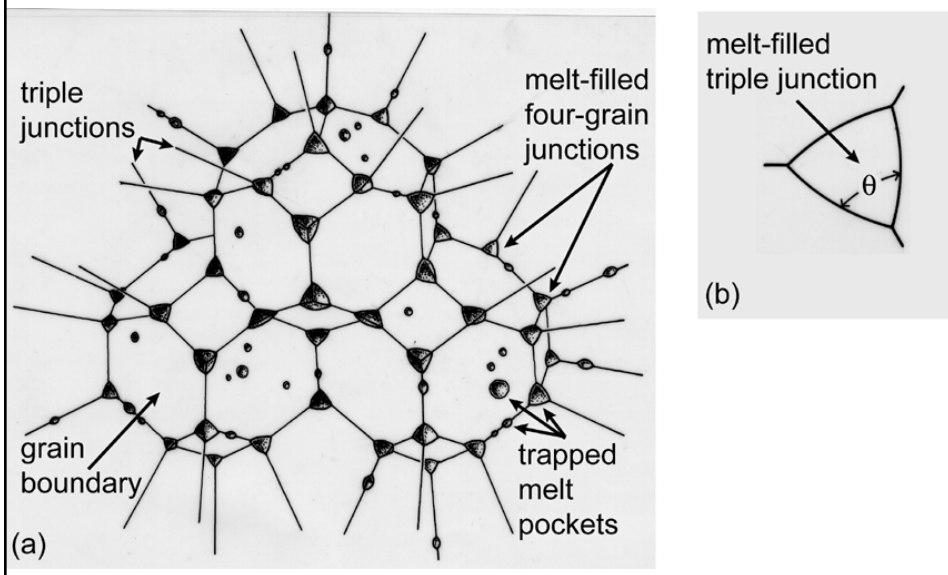 triple
junctions
melt-filled
four-grain
junctions
grain
boundary
trapped
melt
pockets
(a)
melt-filled
triple junction
θ
(b)